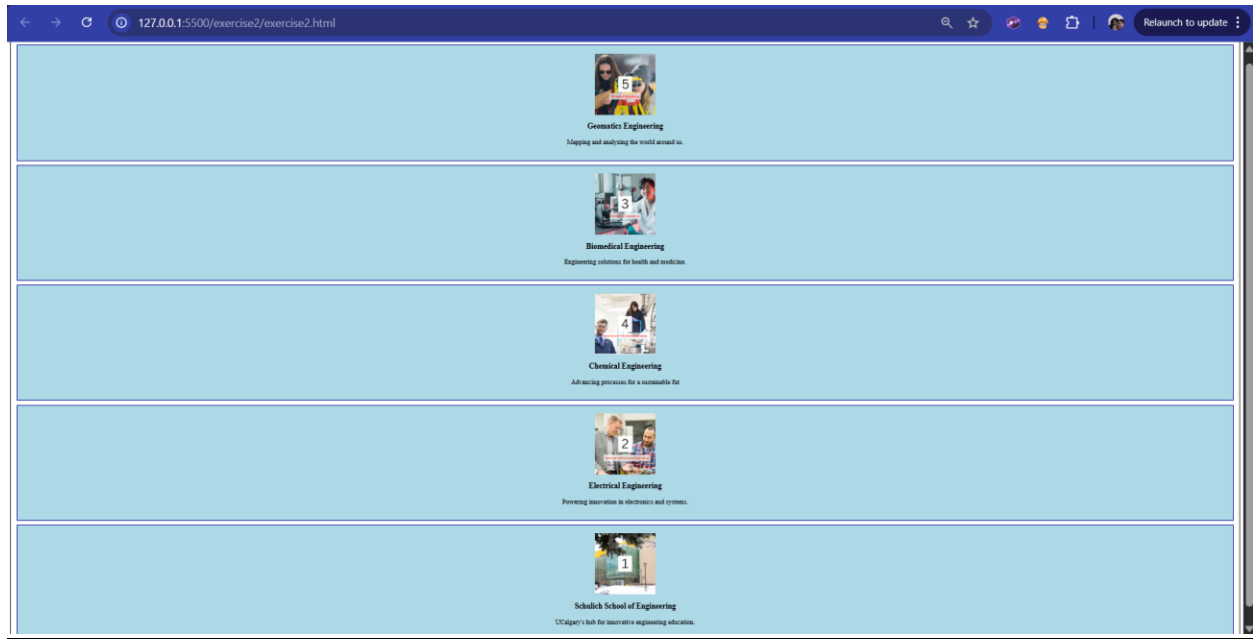 127.0.0.1:5500/exercise2/exercise2.html
Relaunch to update
5
Geomatics Engineering
Mapping and analyzing the world around us.
3
Biomedical Engineering
Engineering solutions for health and medicine.
4
Chemical Engineering
Advancing processes for a sustainable fut
2
Electrical Engineering
Powering innovation in electronics and systems.
1
Schulich School of Engineering
UCalgary's hub for innovative engineering education.